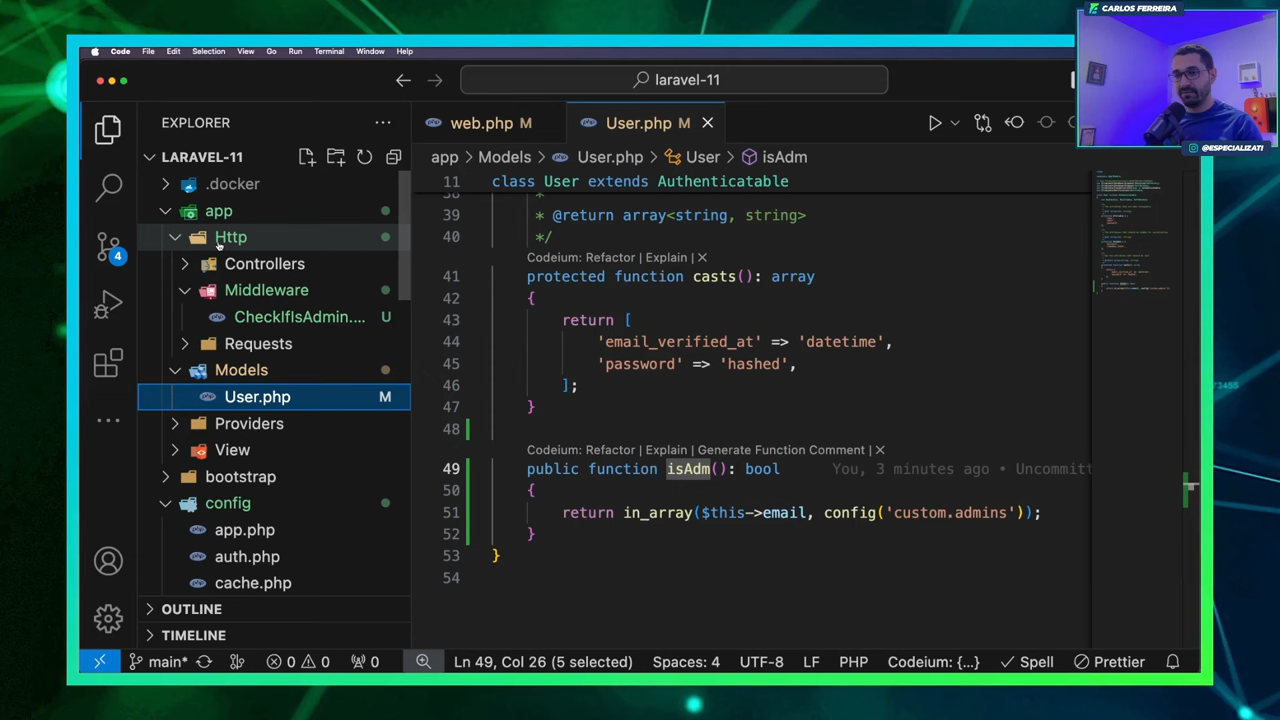 CARLOS FERREIRA
Code File Edit Selection View Go Run Terminal Window Help
laravel-11
@ESPECIALIZATI
EXPLORER
web.php M
User.php M
LARAVEL-11
app > Models > User.php > User > isAdm
.docker
app
Http
Controllers
Middleware
CheckIfIsAdmin.... U
Requests
Models
User.php M
Providers
View
bootstrap
config
app.php
auth.php
cache.php
OUTLINE
TIMELINE
4
11 class User extends Authenticatable
39 * @return array<string, string>
40 */
Codeium: Refactor | Explain | ×
41 protected function casts(): array
42 {
43 return [
44 'email_verified_at' => 'datetime',
45 'password' => 'hashed',
46 ];
47 }
48
Codeium: Refactor | Explain | Generate Function Comment | ×
49 public function isAdm(): bool You, 3 minutes ago • Uncommitt
50 {
51 return in_array($this->email, config('custom.admins'));
52 }
53 }
54
main* 0 0 0 Ln 49, Col 26 (5 selected) Spaces: 4 UTF-8 LF PHP Codeium: {...} Spell Prettier